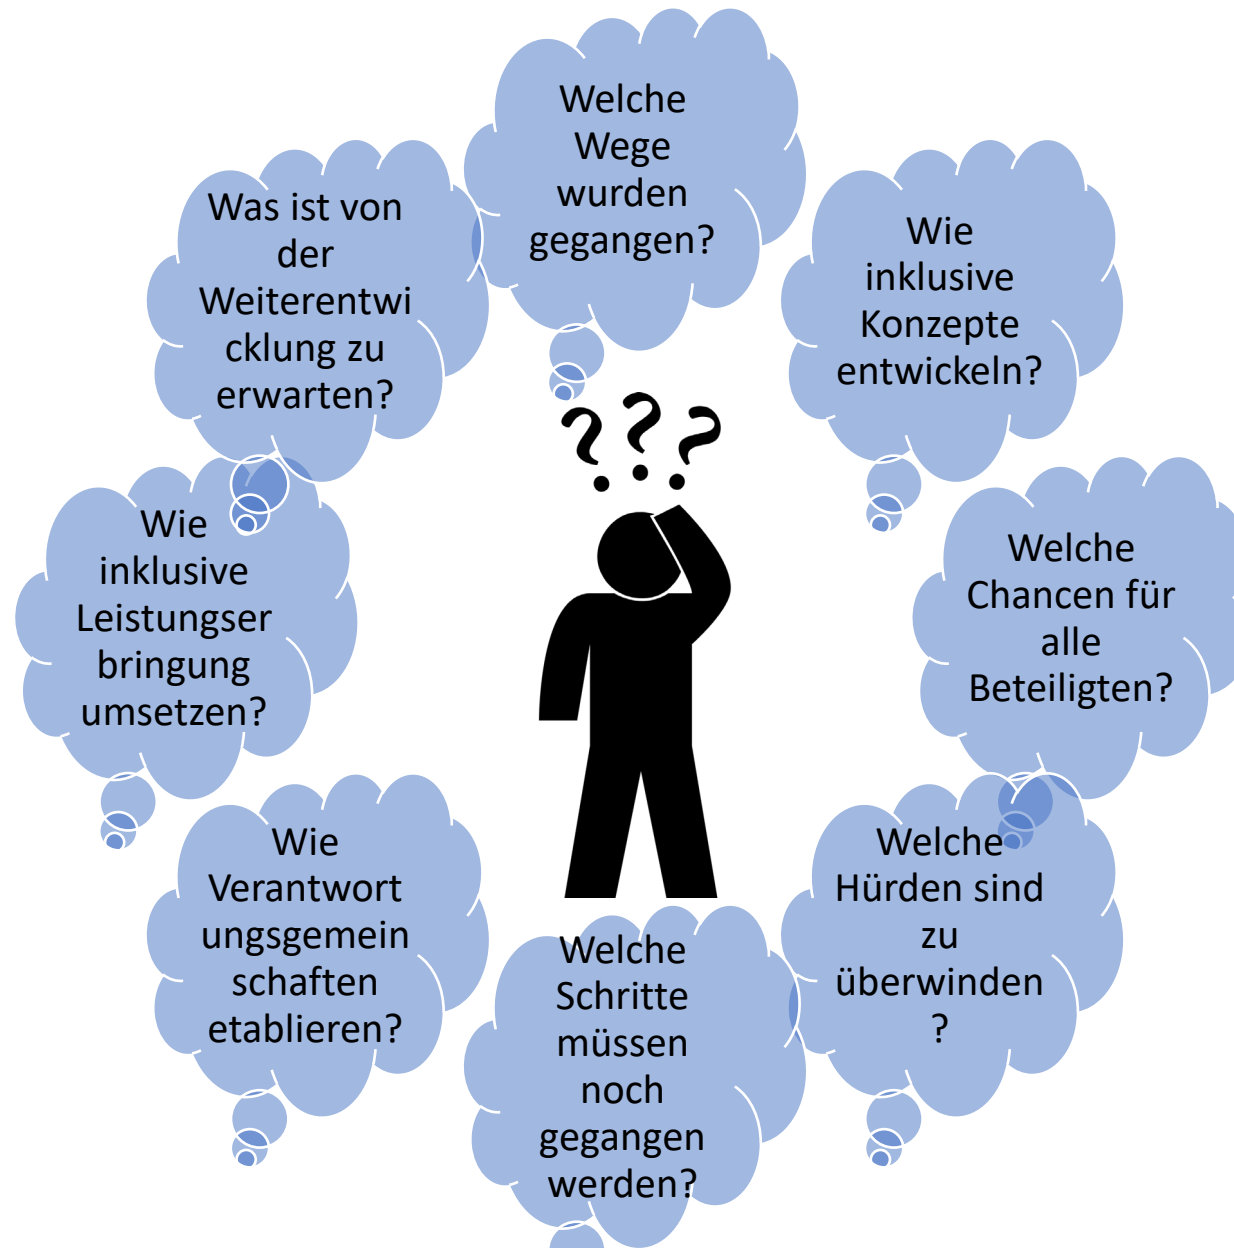 Welche
Wege
wurden
gegangen?
Wie
inklusive
Konzepte
entwickeln?
Welche
Chancen für
alle
Beteiligten?
Welche
Hürden sind
zu
überwinden
?
Welche
Schritte
müssen
noch
gegangen
werden?
Wie
Verantwort
ungsgemein
schaften
etablieren?
Wie
inklusive
Leistungser
bringung
umsetzen?
Was ist von
der
Weiterentwi
cklung zu
erwarten?
???